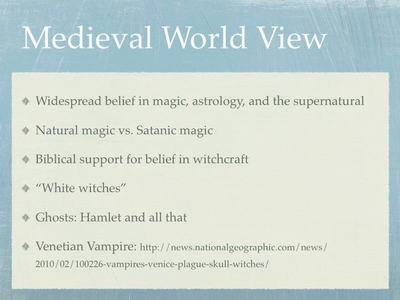 Medieval World View
Widespread belief in magic, astrology, and the supernatural
Natural magic vs. Satanic magic
Biblical support for belief in witchcraft
“White witches”
Ghosts: Hamlet and all that
Venetian Vampire: http://news.nationalgeographic.com/news/
2010/02/100226-vampires-venice-plague-skull-witches/